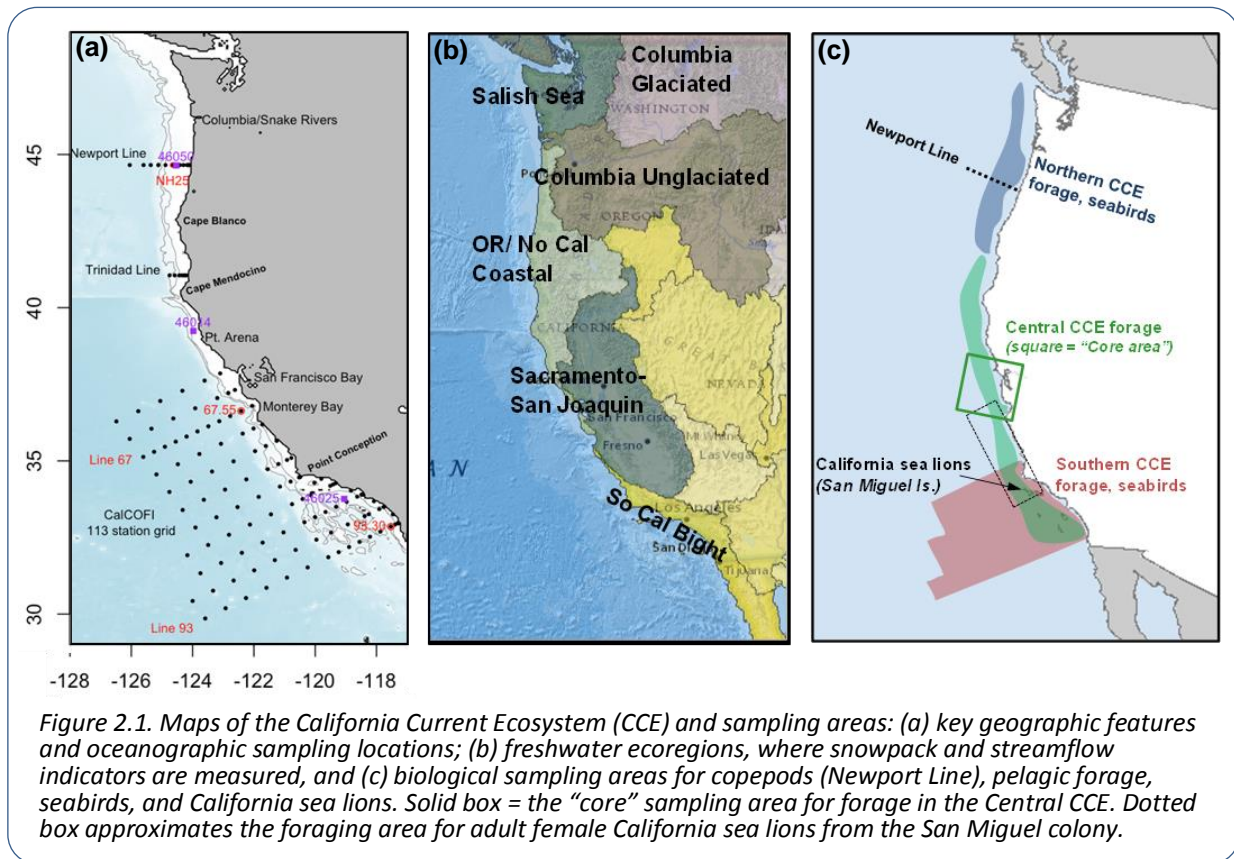 (a)
Columbia/Snake Rivers
45
Newport Line
46050
NH25
Cape Blanco
Trinidad Line
Cape Mendocino
40
46014
Pt. Arena
San Francisco Bay
67.55
Monterey Bay
Line 67
35
Point Conception
46025
CalCOFI
113 station grid
93.30
30
Line 93
-128
-126
-124
-122
-120
-118
(b)
Columbia
Glaciated
Salish Sea
WASHINGTON
Columbia Unglaciated
OREGON
OR/ No Cal
Coastal
CALIFORNIA
GREAT
NEVADA
Sacramento-
San Joaquin
San Francisco
Fresno
Las Vegas
So Cal Bight
Los Angeles
San Diego
Tijuana
(c)
Newport Line
Northern CCE
forage, seabirds
Central CCE forage
(square = “Core area”)
California sea lions
(San Miguel Is.)
Southern CCE
forage, seabirds
Figure 2.1. Maps of the California Current Ecosystem (CCE) and sampling areas: (a) key geographic features
and oceanographic sampling locations; (b) freshwater ecoregions, where snowpack and streamflow
indicators are measured, and (c) biological sampling areas for copepods (Newport Line), pelagic forage,
seabirds, and California sea lions. Solid box = the “core” sampling area for forage in the Central CCE. Dotted
box approximates the foraging area for adult female California sea lions from the San Miguel colony.